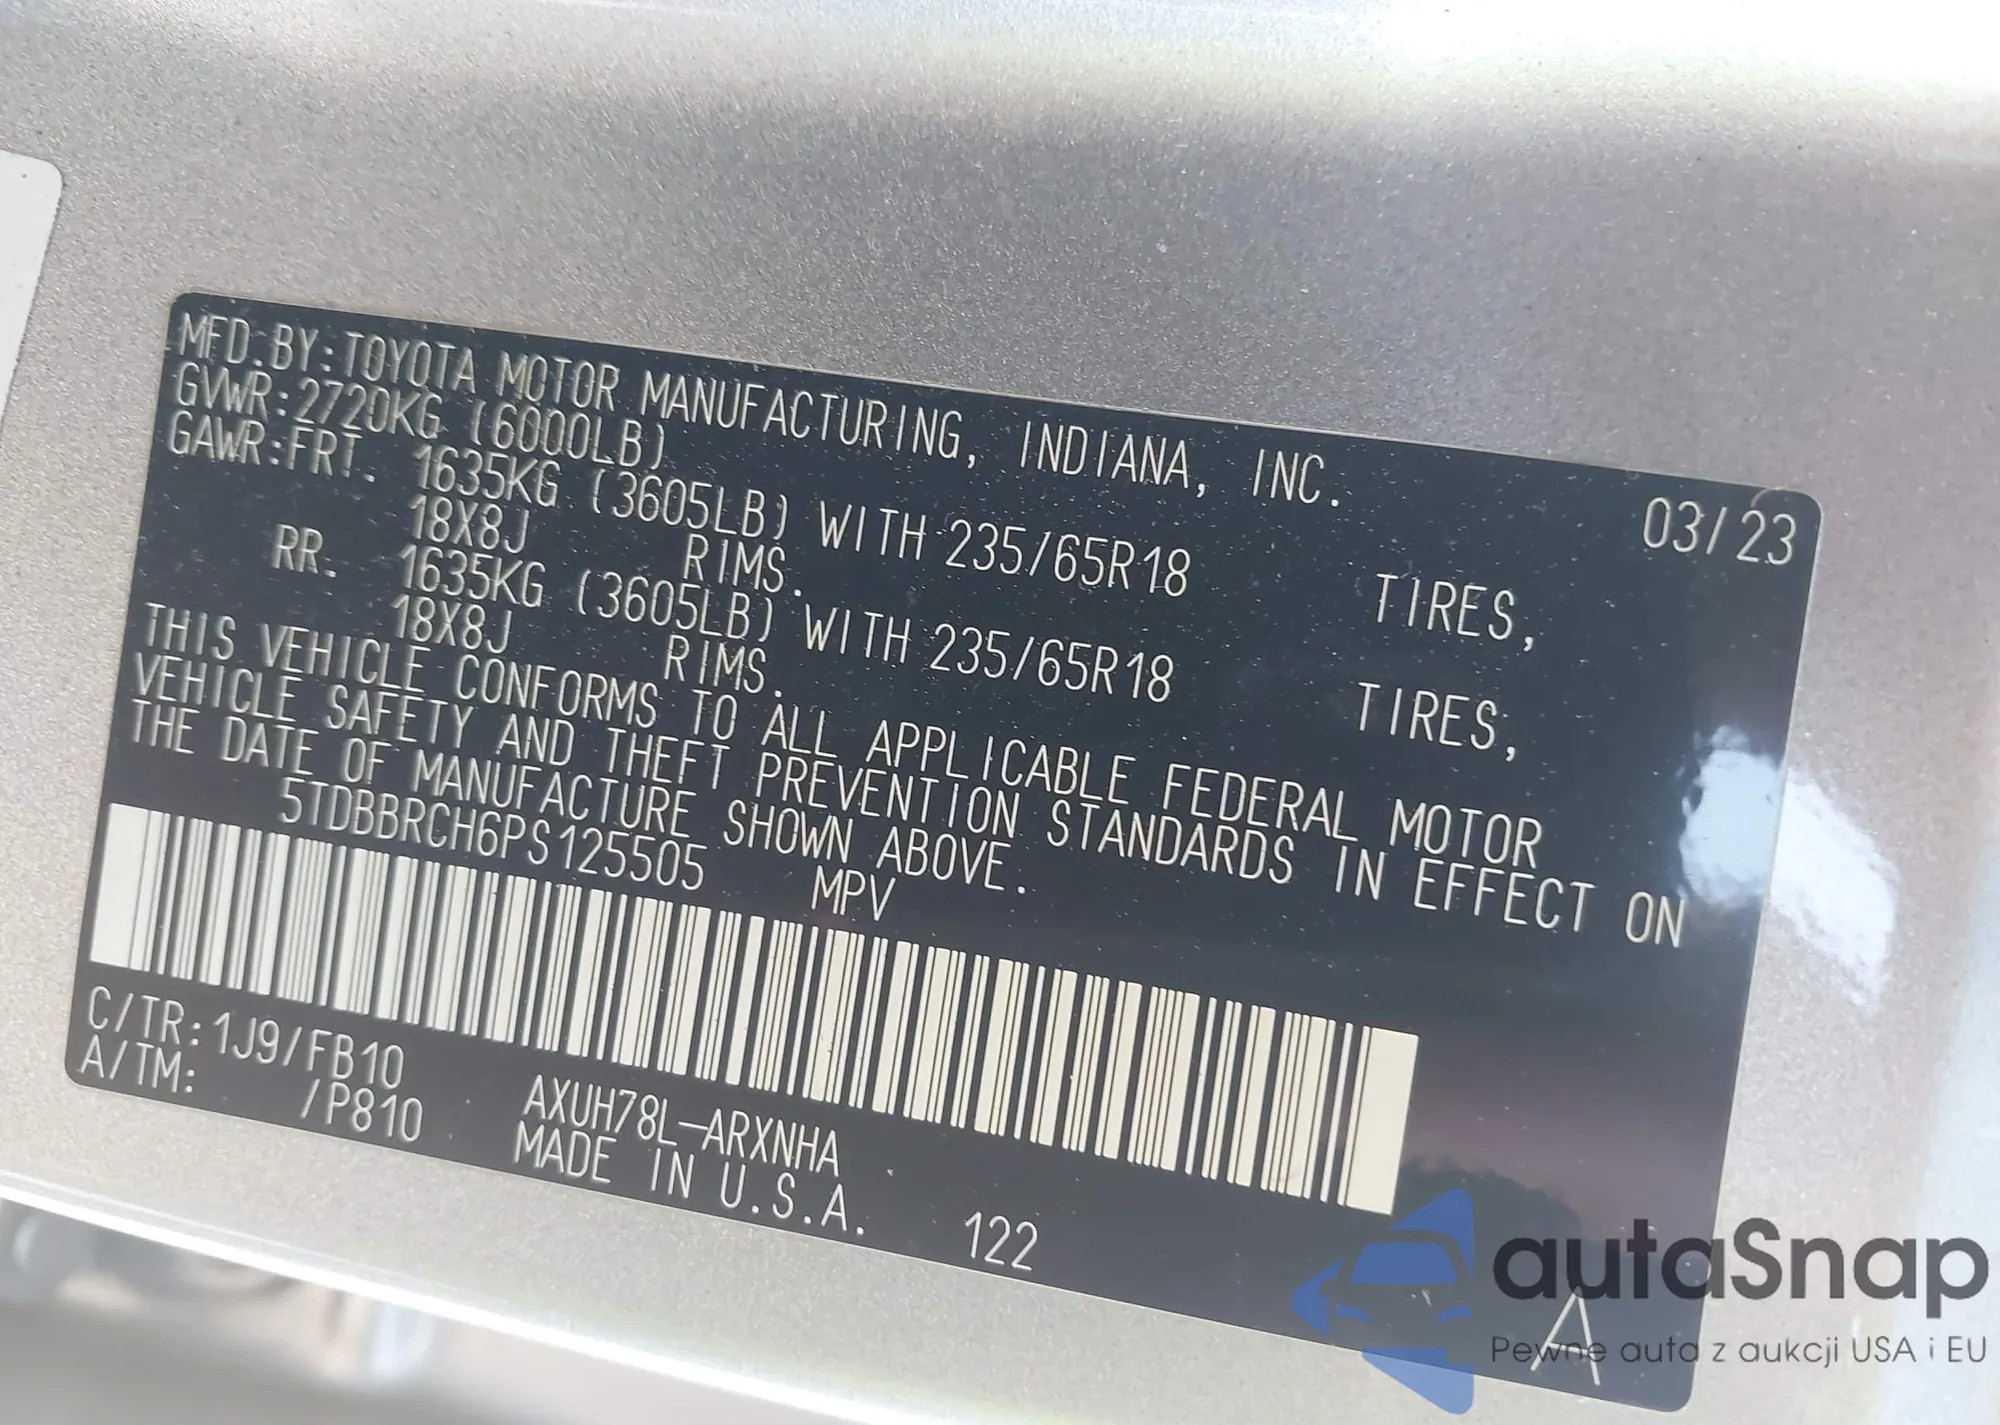 MFD.BY:TOYOTA MOTOR MANUFACTURING, INDIANA, INC. 03/23
GVWR:2720KG (6000LB)
GAWR:FRT. 1635KG (3605LB) WITH 235/65R18 TIRES,
18X8J RIMS.
RR. 1635KG (3605LB) WITH 235/65R18 TIRES,
18X8J RIMS.
THIS VEHICLE CONFORMS TO ALL APPLICABLE FEDERAL MOTOR
VEHICLE SAFETY AND THEFT PREVENTION STANDARDS IN EFFECT ON
THE DATE OF MANUFACTURE SHOWN ABOVE.
5TDBBRCH6PS125505 MPV
C/TR:1J9/FB10
A/TM: /P810 AXUH78L-ARXNHA
MADE IN U.S.A. 122
A
autaSnap
Pewne auta z aukcji USA i EU